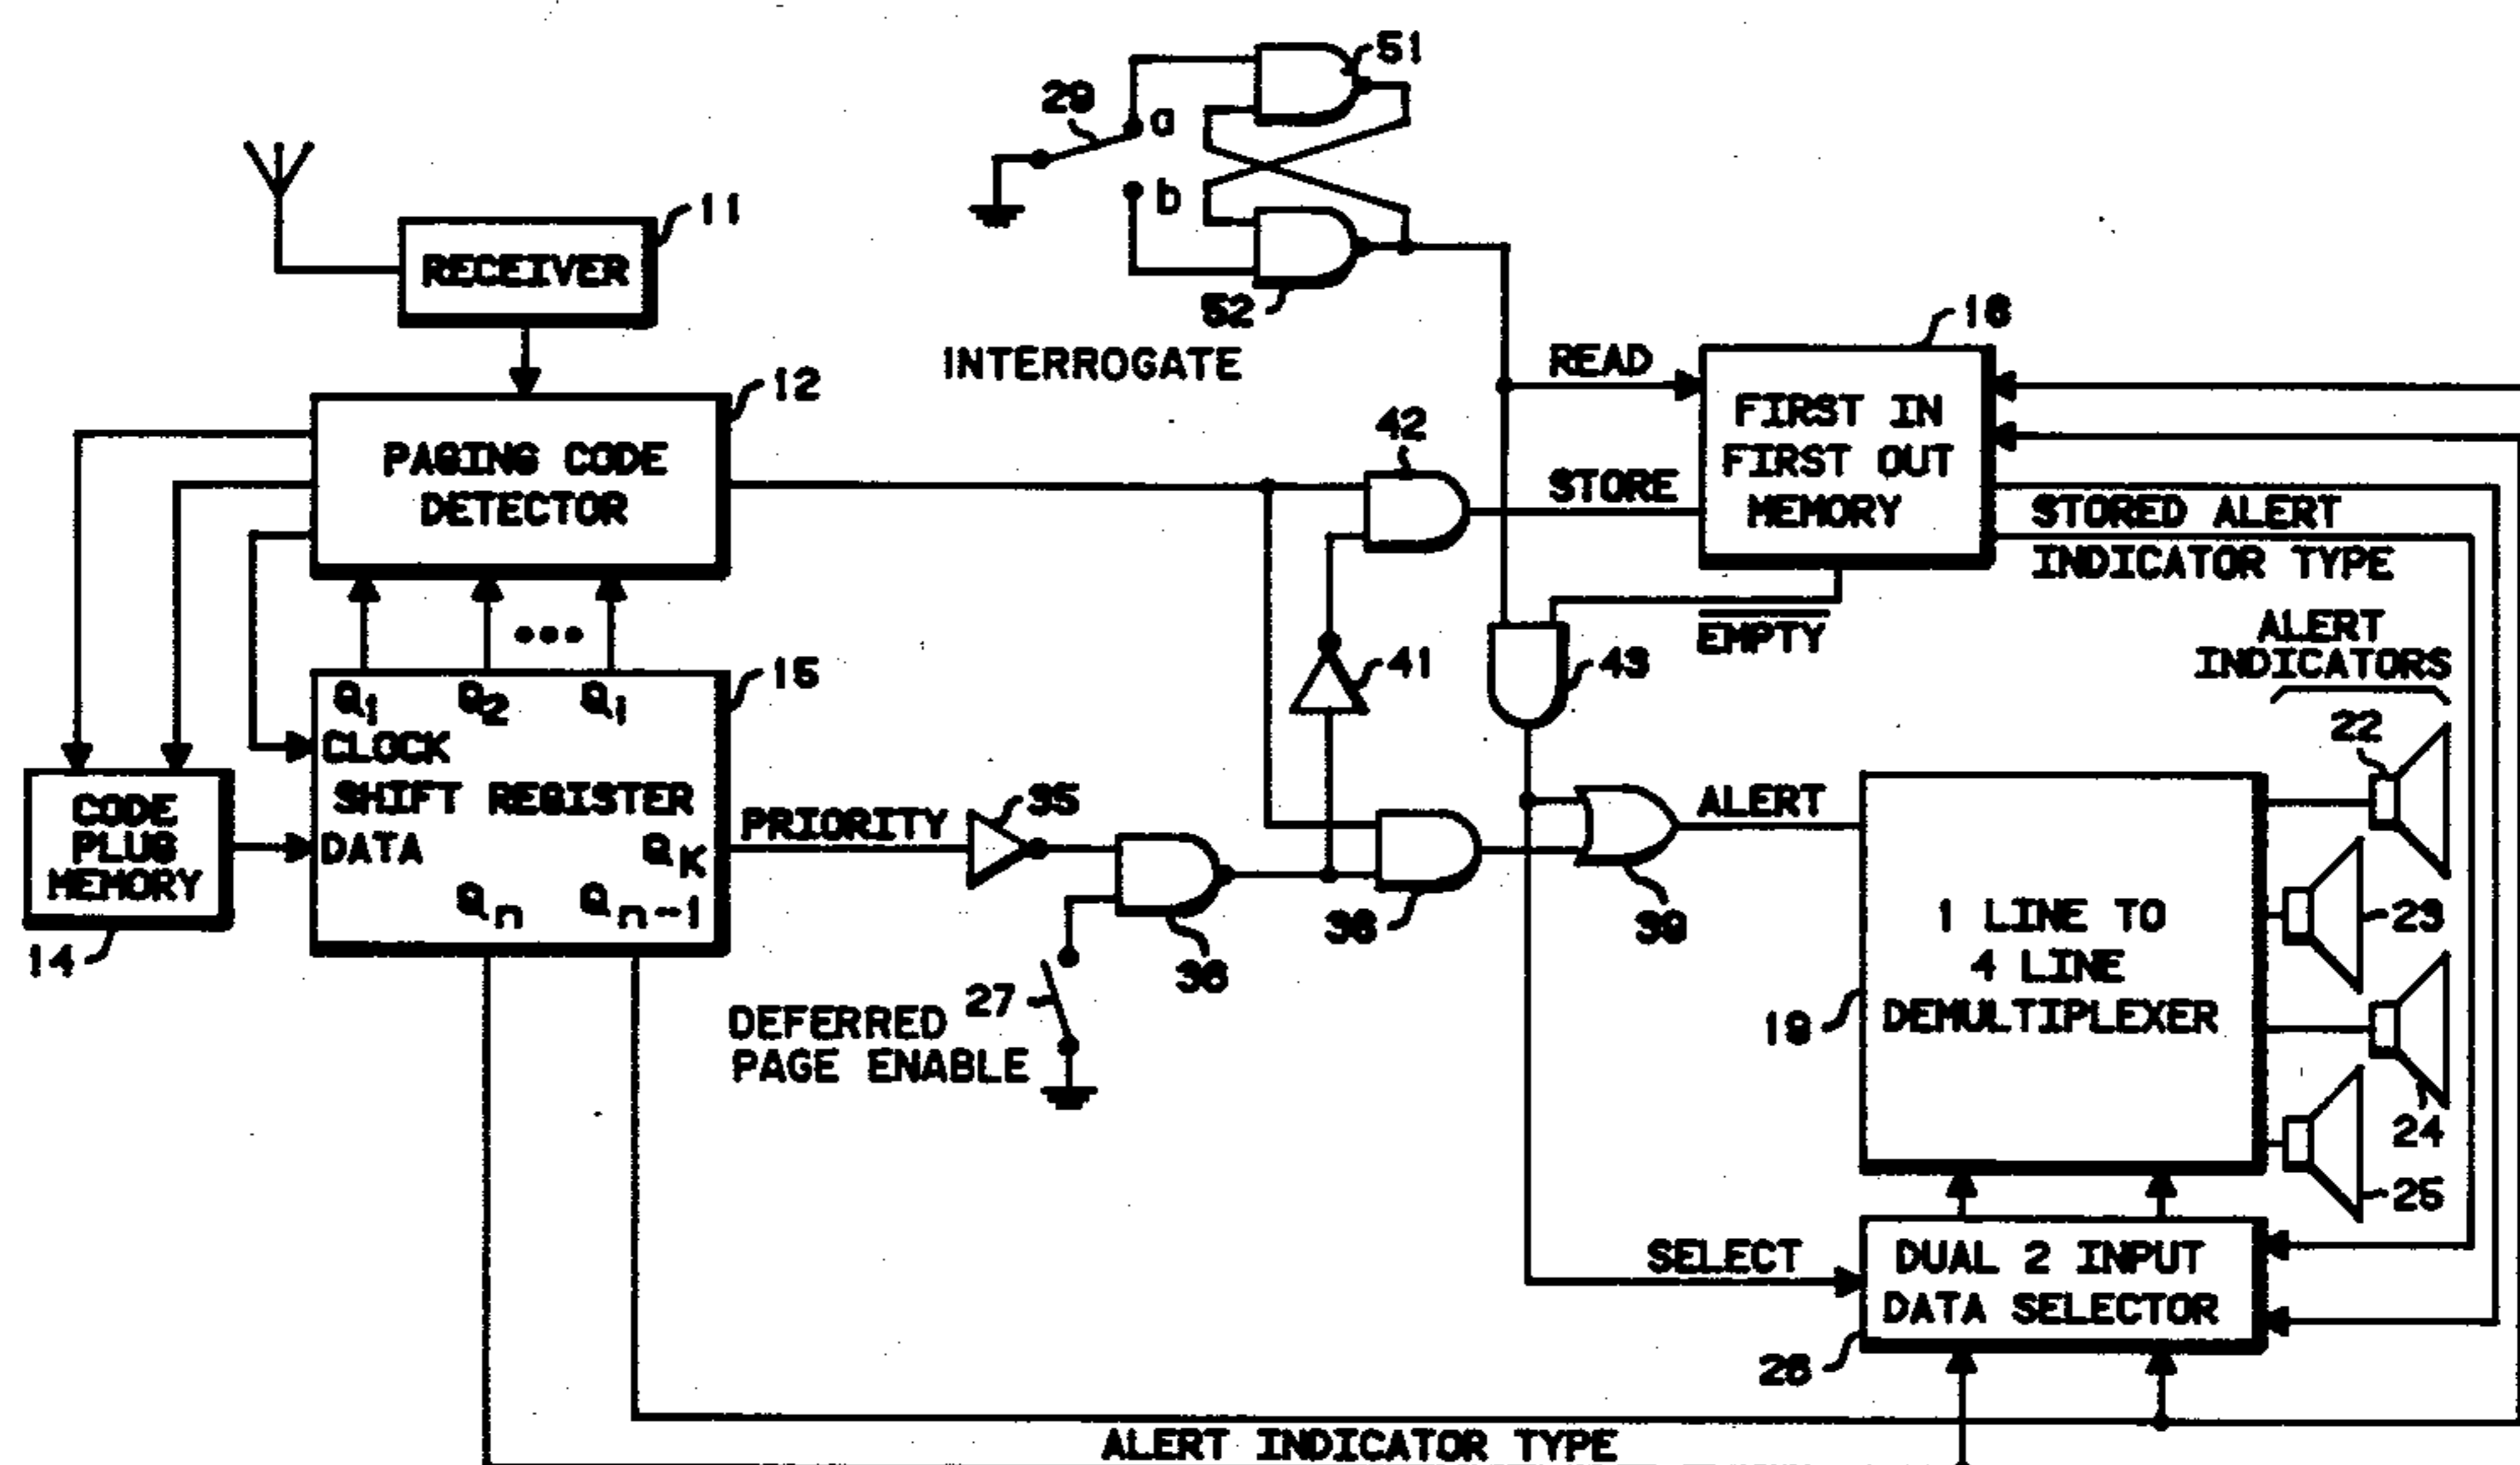 51
29
a
b
11
RECEIVER
52
INTERROGATE
16
READ
12
FIRST IN
FIRST OUT
MEMORY
42
PAGING CODE
DETECTOR
STORE
STORED ALERT
INDICATOR TYPE
EMPTY
ALERT
INDICATORS
41
43
15
Q1 Q2 Qi
CLOCK
SHIFT REGISTER
DATA
QK
Qn Qn-1
CODE
PLUG
MEMORY
14
PRIORITY
35
ALERT
22
23
24
25
36
38
39
27
DEFERRED
PAGE ENABLE
1 LINE TO
4 LINE
DEMULTIPLEXER
19
SELECT
DUAL 2 INPUT
DATA SELECTOR
26
ALERT INDICATOR TYPE